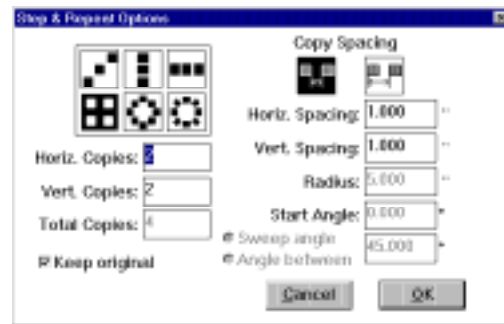 Step & Repeat Options
Copy Spacing
Horiz. Spacing: 1.000 "
Vert. Spacing: 1.000 "
Horiz. Copies: 2
Radius: 5.000 "
Vert. Copies: 2
Start Angle: 0.000 °
Total Copies: 4
Sweep angle
45.000 °
Angle between
Keep original
Cancel
OK